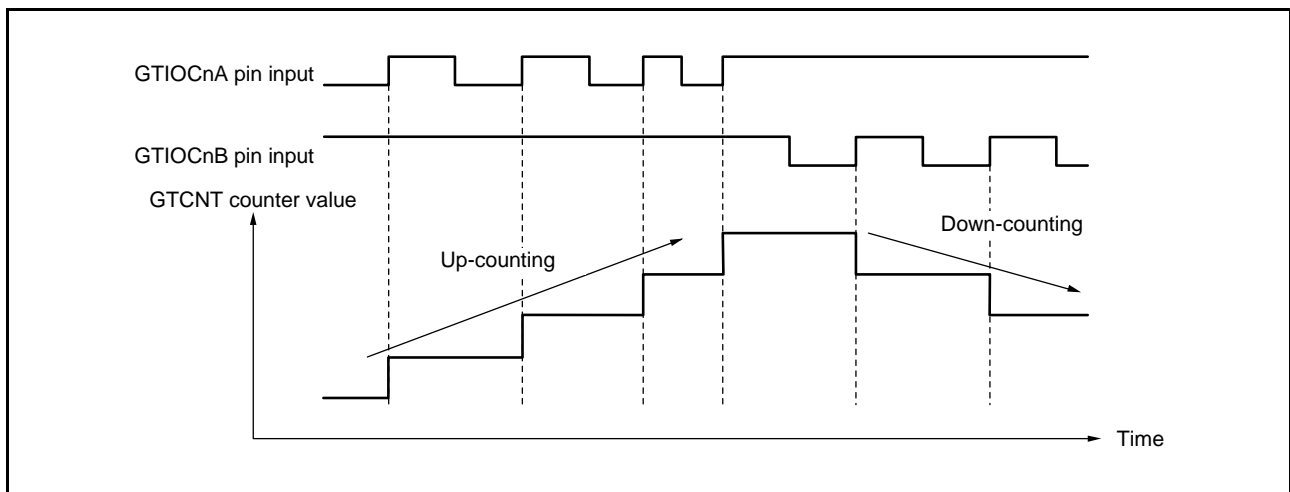 GTIOCnA pin input
GTIOCnB pin input
GTCNT counter value
Up-counting
Down-counting
Time